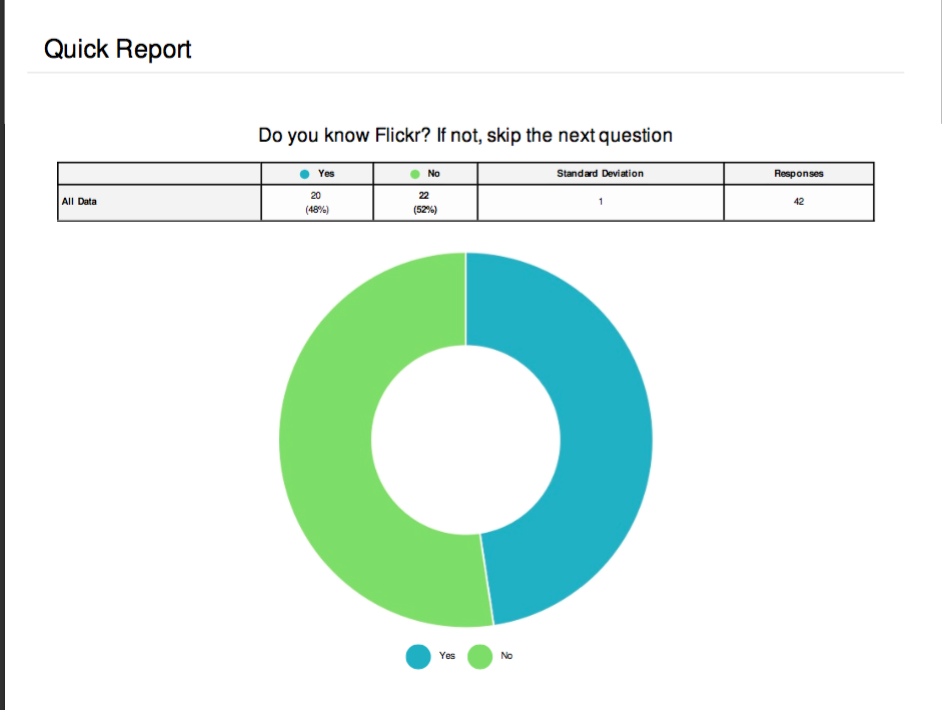 Quick Report
Do you know Flickr? If not, skip the next question
Yes No Standard Deviation Responses
All Data 20 22 1 42
(48%) (52%)
Yes No